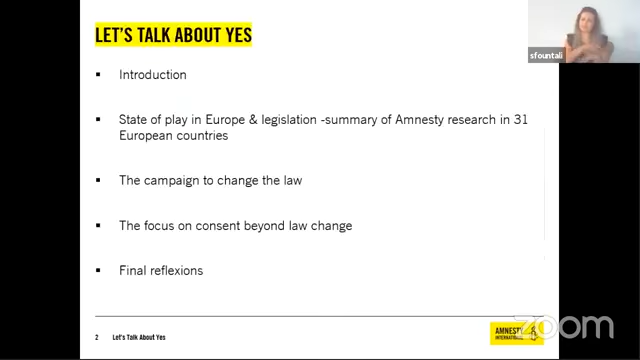 LET'S TALK ABOUT YES
sfountali
▪ Introduction
▪ State of play in Europe & legislation -summary of Amnesty research in 31
European countries
▪ The campaign to change the law
▪ The focus on consent beyond law change
▪ Final reflexions
2 Let's Talk About Yes
AMNESTY
INTERNATIONAL
zoom